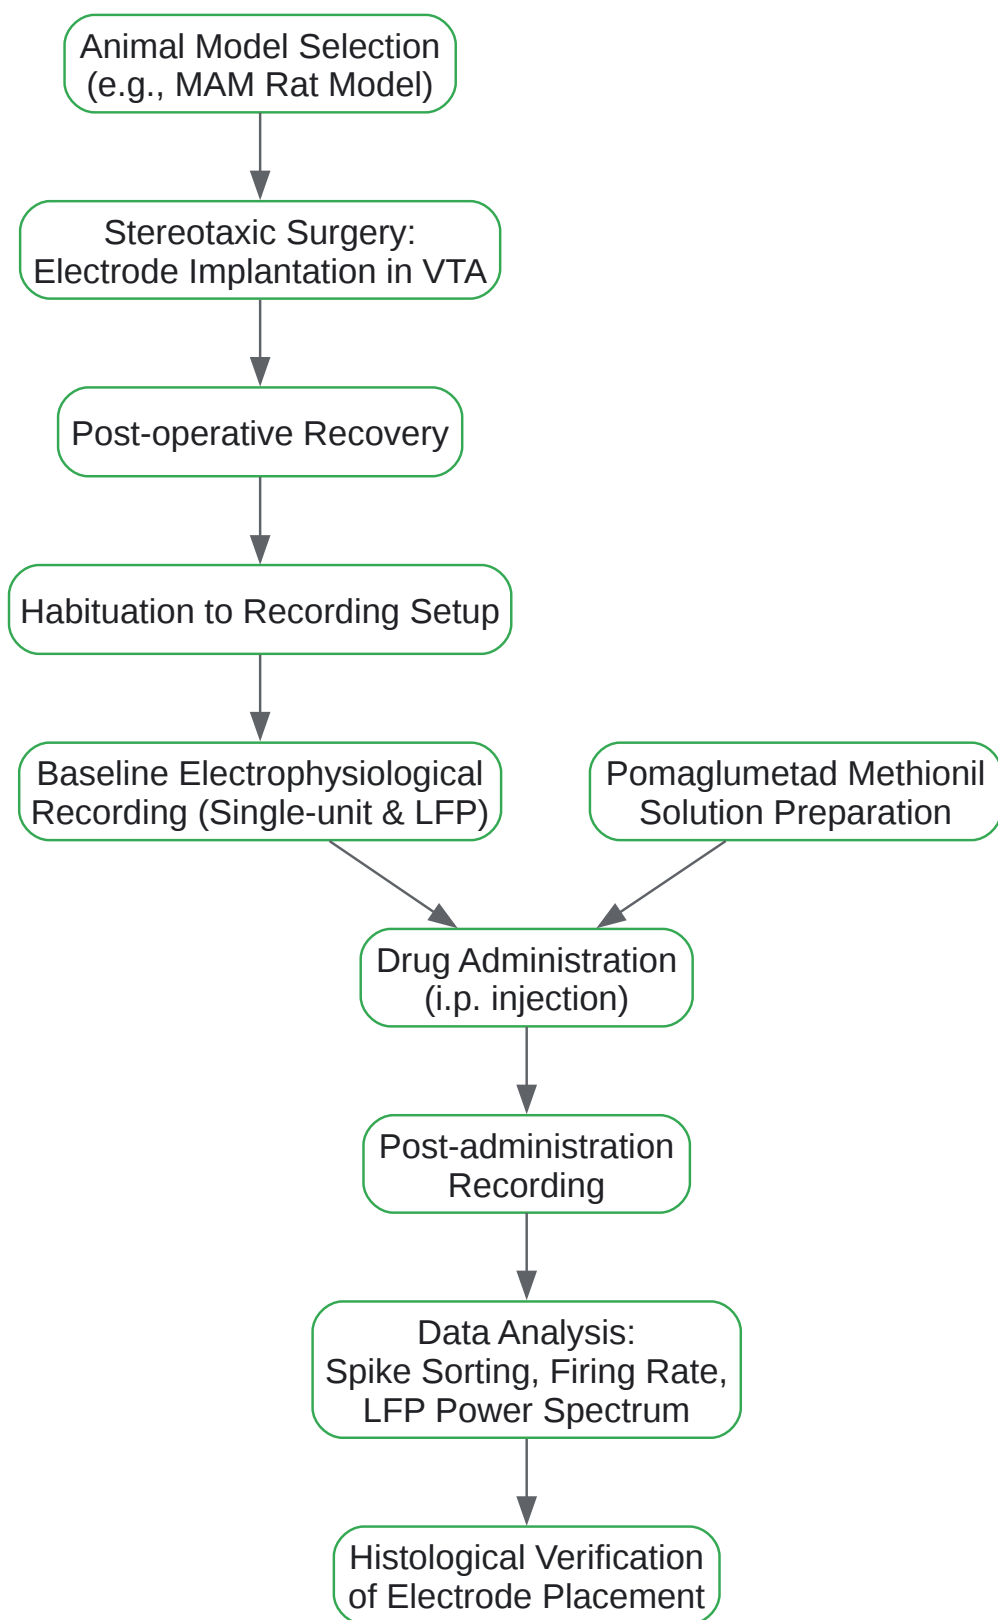 Animal Model Selection
(e.g., MAM Rat Model)
Stereotaxic Surgery:
Electrode Implantation in VTA
Post-operative Recovery
Habituation to Recording Setup
Baseline Electrophysiological
Recording (Single-unit & LFP)
Pomaglumetad Methionil
Solution Preparation
Drug Administration
(i.p. injection)
Post-administration
Recording
Data Analysis:
Spike Sorting, Firing Rate,
LFP Power Spectrum
Histological Verification
of Electrode Placement